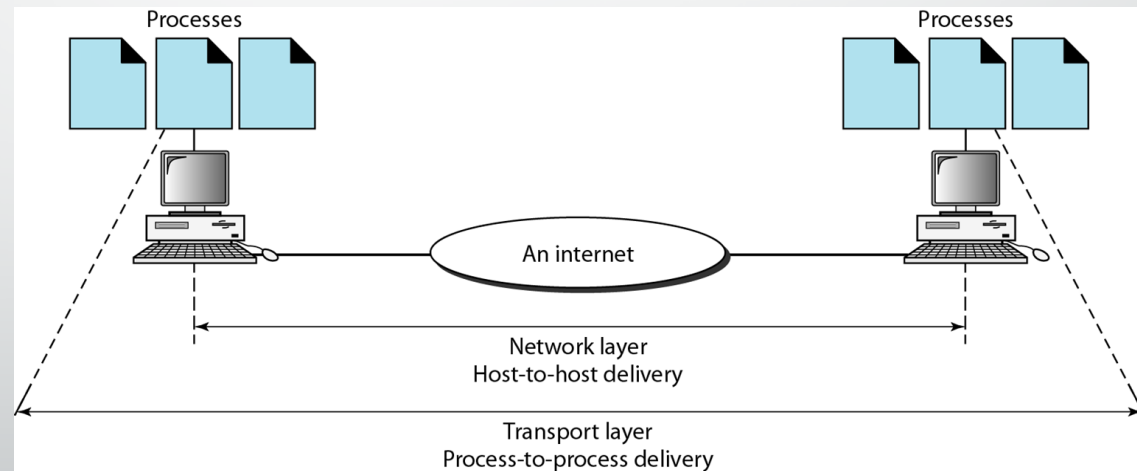 Processes
Processes
An internet
Network layer
Host-to-host delivery
Transport layer
Process-to-process delivery